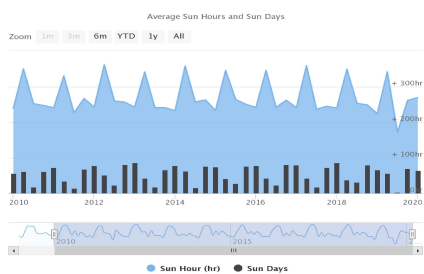 Average Sun Hours and Sun Days
Zoom 1m 3m 6m YTD 1y All
+ 300hr
+ 200hr
+ 100hr
2010 2012 2014 2016 2018 2020
2010 2015
Sun Hour (hr) Sun Days